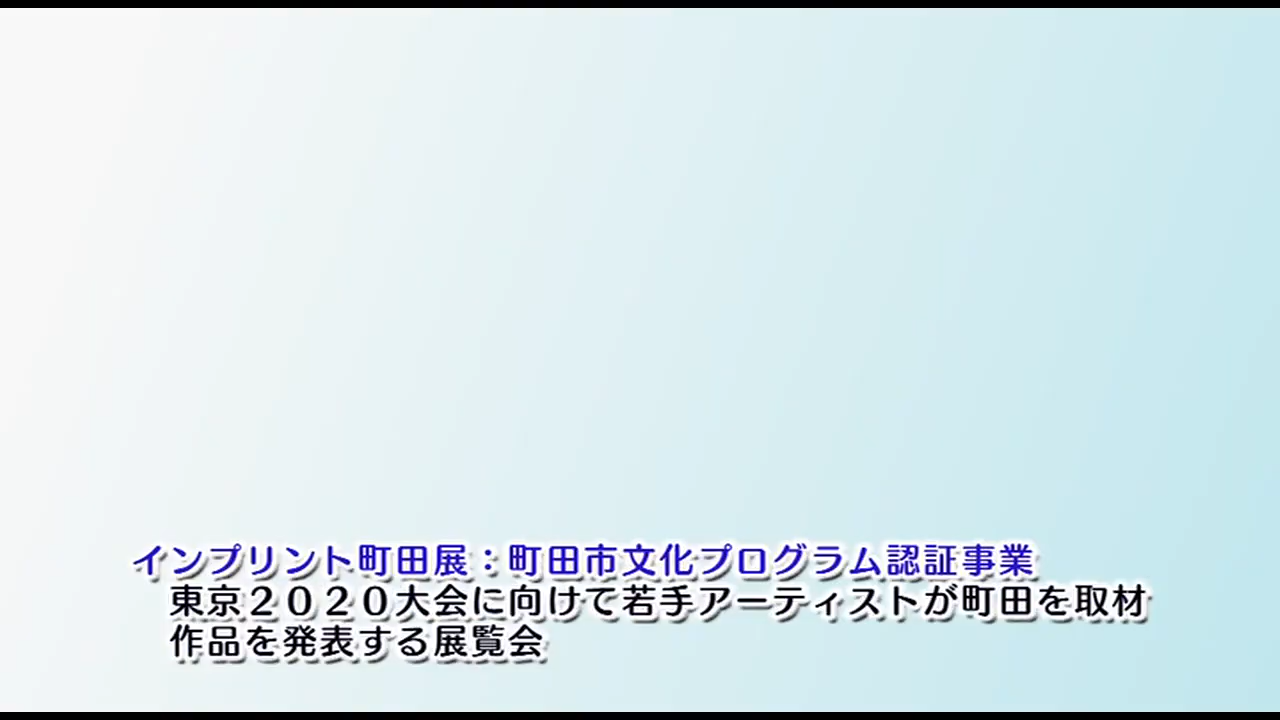 インプリント町田展：町田市文化プログラム認証事業
東京２０２０大会に向けて若手アーティストが町田を取材
作品を発表する展覧会